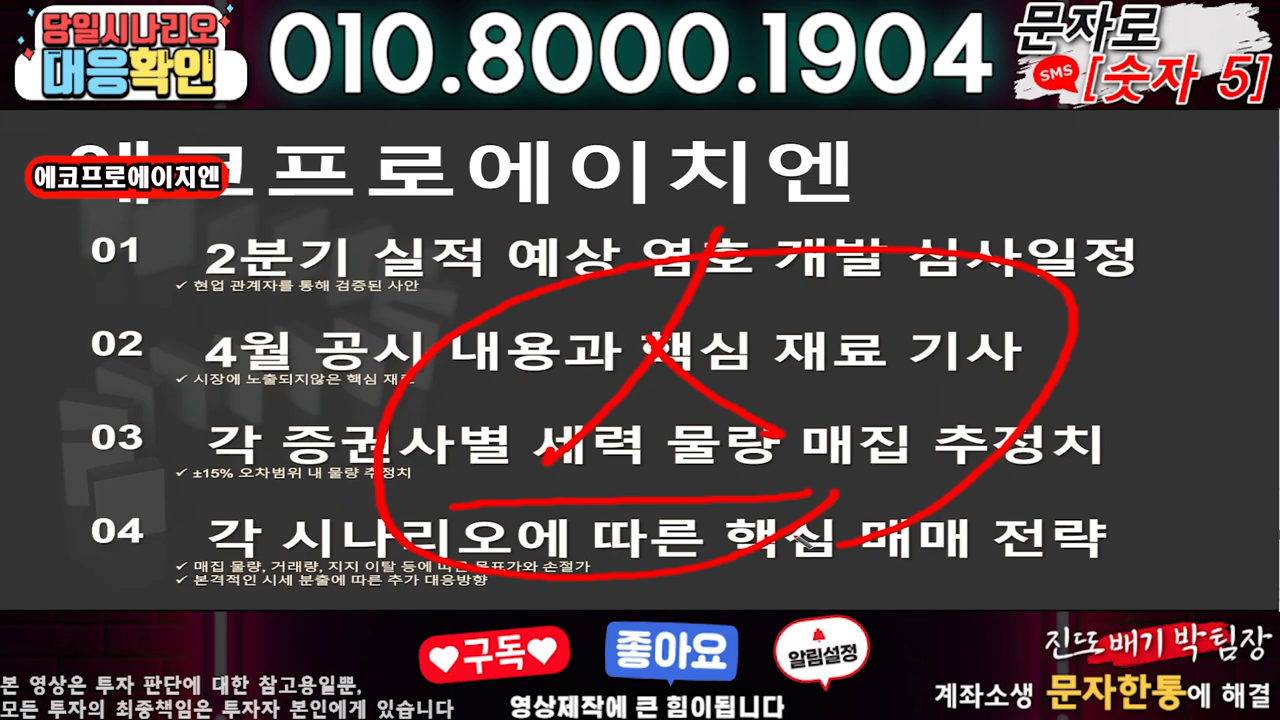 당일시나리오
대응확인
010.8000.1904
문자로
SMS [숫자 5]
에코프로에이치엔
에코프로에이치엔
01 2분기 실적 예상 염호 개발 심사일정
✓ 현업 관계자를 통해 검증된 사안
02 4월 공시 내용과 핵심 재료 기사
✓ 시장에 노출되지않은 핵심 재료
03 각 증권사별 세력 물량 매집 추정치
✓ ±15% 오차범위 내 물량 추정치
04 각 시나리오에 따른 핵심 매매 전략
✓ 매집 물량, 거래량, 지지 이탈 등에 따른 목표가와 손절가
✓ 본격적인 시세 분출에 따른 추가 대응방향
구독
좋아요
알림설정
진또배기 박팀장
본 영상은 투자 판단에 대한 참고용일뿐,
모든 투자의 최종책임은 투자자 본인에게 있습니다
영상제작에 큰 힘이됩니다
계좌소생 문자한통에 해결